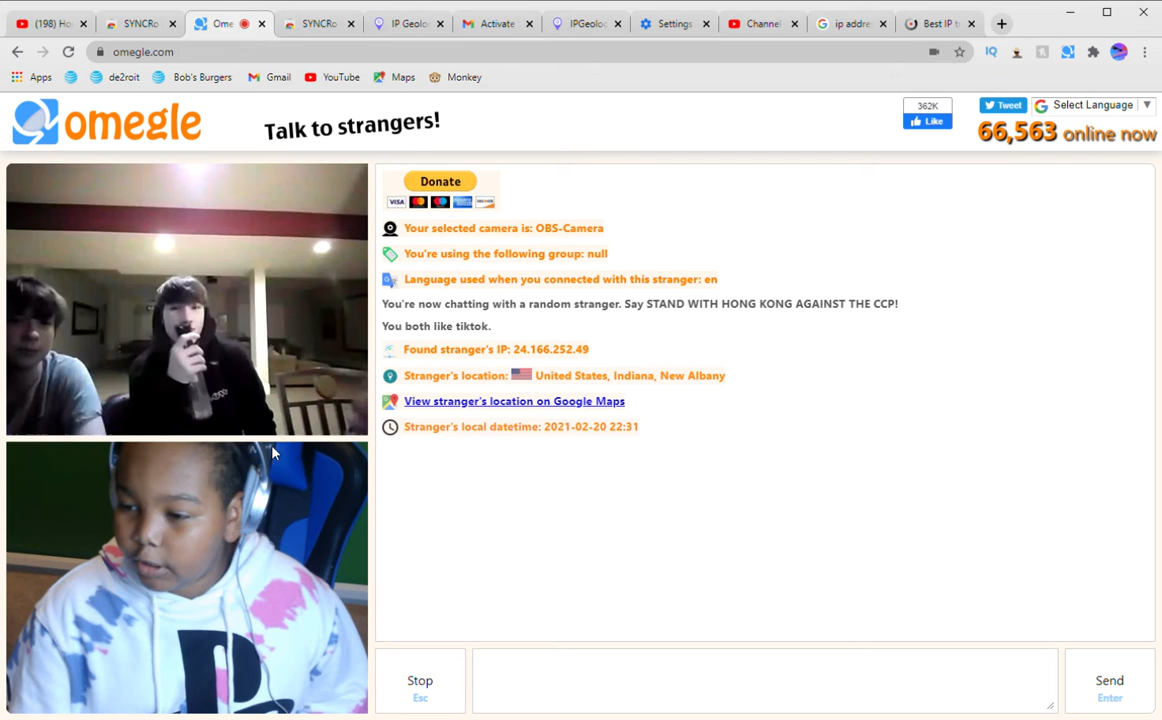 (198) Ho
SYNCRo
Ome
SYNCRo
IP Geolo
Activate
IPGeoloc
Settings
Channel
ip addre
Best IP t
omegle.com
IQ
Apps
de2roit
Bob's Burgers
Gmail
YouTube
Maps
Monkey
omegle
Talk to strangers!
362K
Like
Tweet
Select Language
66,563 online now
Donate
VISA
Your selected camera is: OBS-Camera
You're using the following group: null
Language used when you connected with this stranger: en
You're now chatting with a random stranger. Say STAND WITH HONG KONG AGAINST THE CCP!
You both like tiktok.
Found stranger's IP: 24.166.252.49
Stranger's location: United States, Indiana, New Albany
View stranger's location on Google Maps
Stranger's local datetime: 2021-02-20 22:31
Stop
Esc
Send
Enter